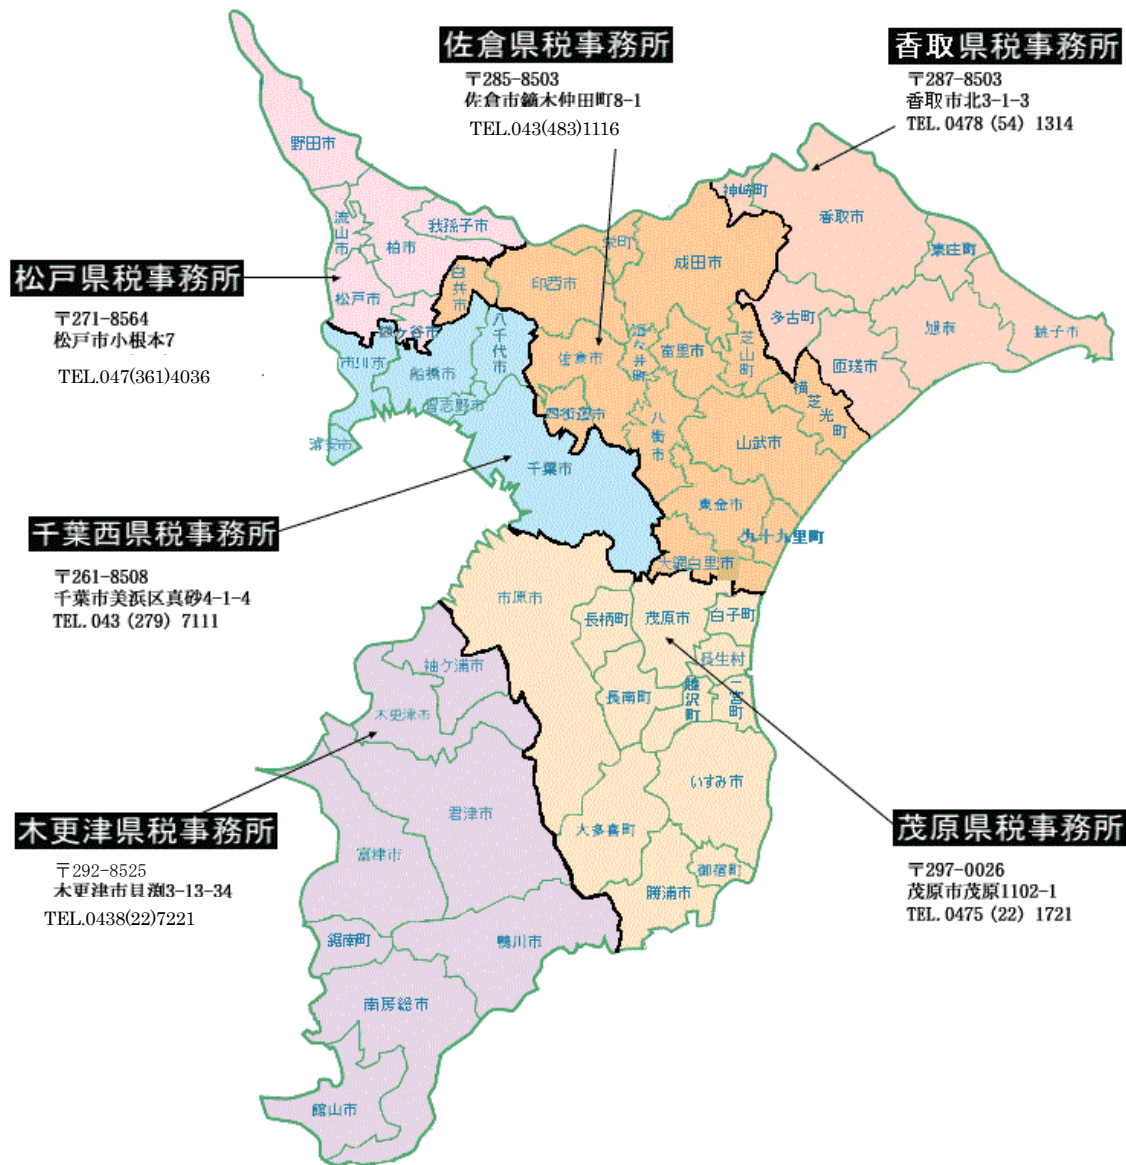 佐倉県税事務所
〒285-8503
佐倉市鏑木仲田町8-1
TEL.043(483)1116
香取県税事務所
〒287-8503
香取市北3-1-3
TEL.0478 (54) 1314
松戸県税事務所
〒271-8564
松戸市小根本7
TEL.047(361)4036
千葉西県税事務所
〒261-8508
千葉市美浜区真砂4-1-4
TEL.043 (279) 7111
木更津県税事務所
〒292-8525
木更津市貝渕3-13-34
TEL.0438(22)7221
茂原県税事務所
〒297-0026
茂原市茂原1102-1
TEL.0475 (22) 1721
野田市
流山市
柏市
我孫子市
松戸市
鎌ケ谷市
白井市
印西市
栄町
成田市
神崎町
香取市
東庄町
多古町
旭市
銚子市
匝瑳市
横芝光町
芝山町
富里市
酒々井町
佐倉市
四街道市
八街市
山武市
東金市
九十九里町
大網白里市
市川市
船橋市
八千代市
習志野市
浦安市
千葉市
市原市
長柄町
茂原市
白子町
長生村
長南町
睦沢町
一宮町
いすみ市
大多喜町
御宿町
勝浦市
袖ケ浦市
木更津市
君津市
富津市
鋸南町
鴨川市
南房総市
館山市